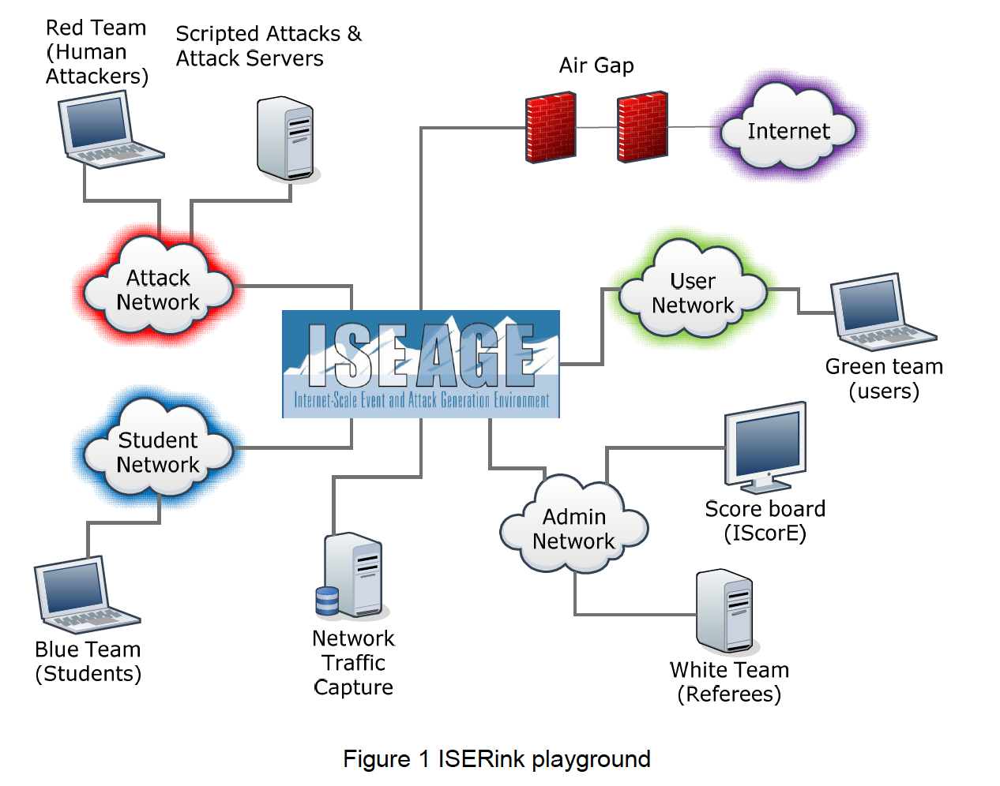 Red Team
(Human
Attackers)
Scripted Attacks &
Attack Servers
Air Gap
Internet
Attack
Network
User
Network
Green team
(users)
ISEAGE
Internet-Scale Event and Attack Generation Environment
Student
Network
Score board
(IScorE)
Admin
Network
Blue Team
(Students)
Network
Traffic
Capture
White Team
(Referees)
Figure 1 ISERink playground